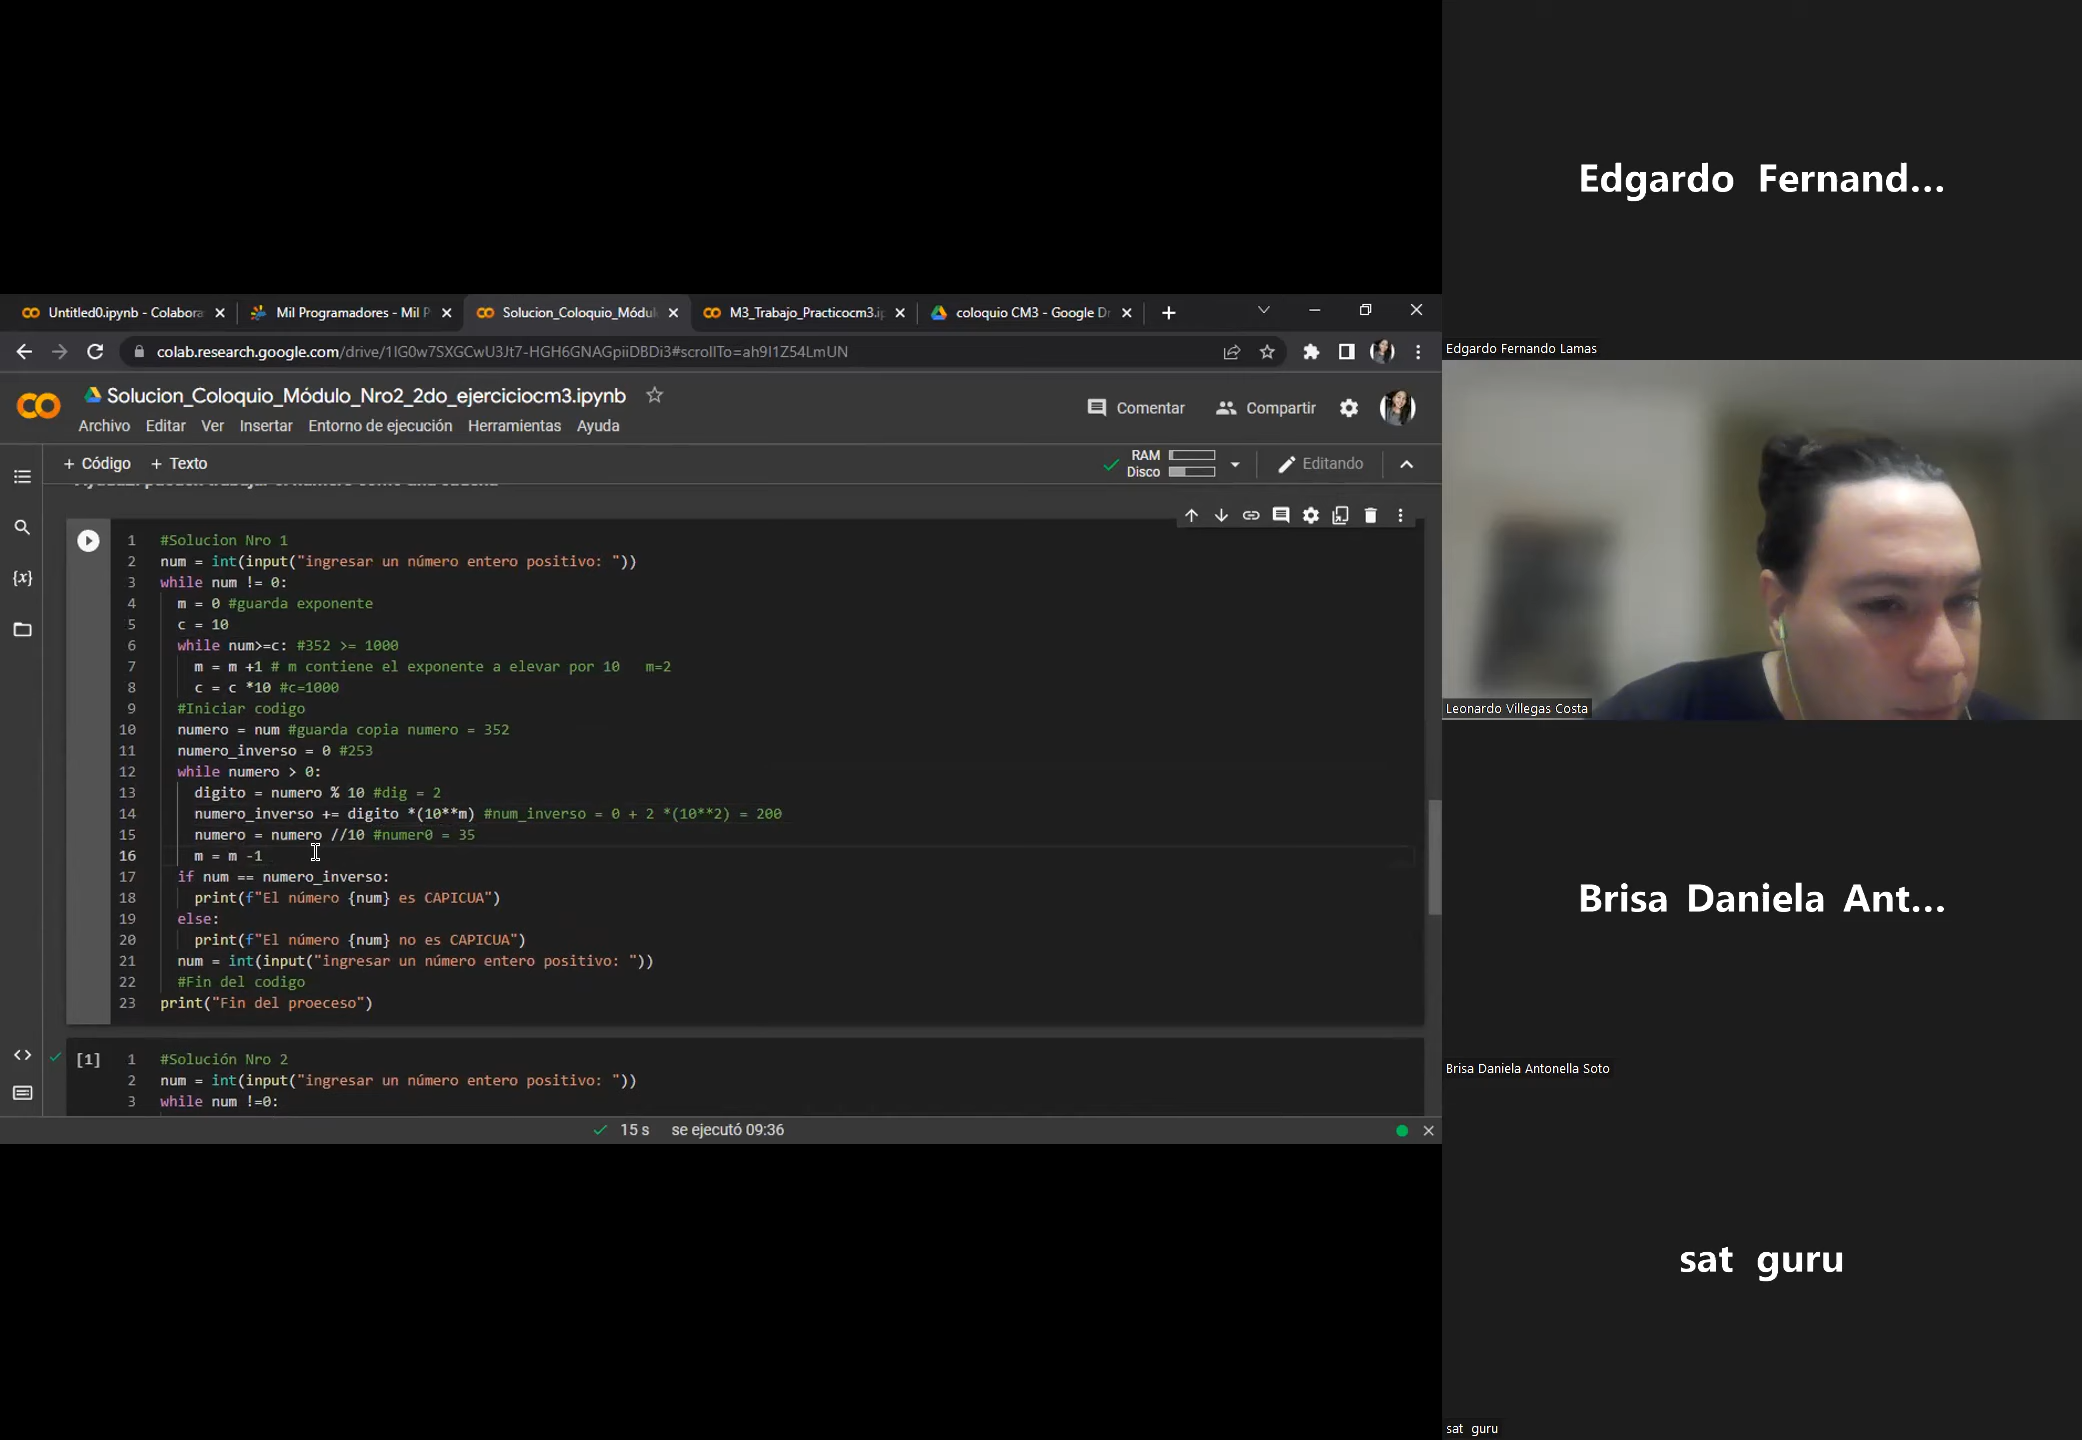 Untitled0.ipynb - Colabora
Mil Programadores - Mil P
Solucion_Coloquio_Módul
M3_Trabajo_Practicocm3.ip
coloquio CM3 - Google Dr
colab.research.google.com/drive/1lG0w7SXGCwU3Jt7-HGH6GNAGpiiDBDi3#scrollTo=ah9I1Z54LmUN
CO
Solucion_Coloquio_Módulo_Nro2_2do_ejerciciocm3.ipynb
Archivo Editar Ver Insertar Entorno de ejecución Herramientas Ayuda
Comentar
Compartir
+ Código + Texto
RAM
Disco
Editando
1 #Solucion Nro 1
2 num = int(input("ingresar un número entero positivo: "))
3 while num != 0:
4 m = 0 #guarda exponente
5 c = 10
6 while num>=c: #352 >= 1000
7 m = m +1 # m contiene el exponente a elevar por 10 m=2
8 c = c *10 #c=1000
9 #Iniciar codigo
10 numero = num #guarda copia numero = 352
11 numero_inverso = 0 #253
12 while numero > 0:
13 digito = numero % 10 #dig = 2
14 numero_inverso += digito *(10**m) #num_inverso = 0 + 2 *(10**2) = 200
15 numero = numero //10 #numer0 = 35
16 m = m -1
17 if num == numero_inverso:
18 print(f"El número {num} es CAPICUA")
19 else:
20 print(f"El número {num} no es CAPICUA")
21 num = int(input("ingresar un número entero positivo: "))
22 #Fin del codigo
23 print("Fin del proeceso")
[1] 1 #Solución Nro 2
2 num = int(input("ingresar un número entero positivo: "))
3 while num !=0:
15 s se ejecutó 09:36
Edgardo Fernand...
Edgardo Fernando Lamas
Leonardo Villegas Costa
Brisa Daniela Ant...
Brisa Daniela Antonella Soto
sat guru
sat guru